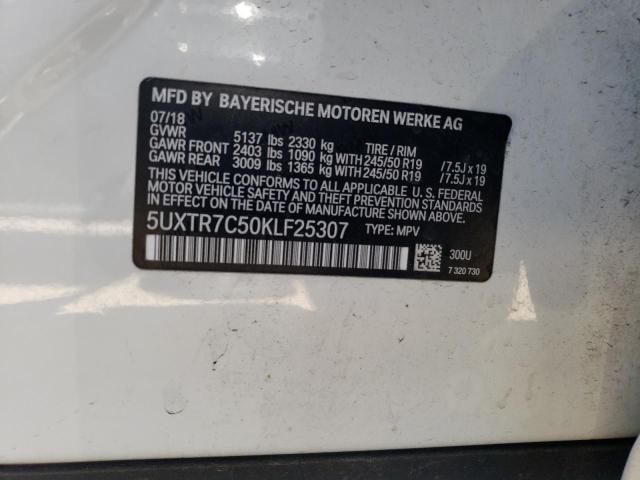 MFD BY BAYERISCHE MOTOREN WERKE AG
07/18
GVWR 5137 lbs 2330 kg TIRE / RIM
GAWR FRONT 2403 lbs 1090 kg WITH 245/50 R19 / 7.5J x 19
GAWR REAR 3009 lbs 1365 kg WITH 245/50 R19 / 7.5J x 19
THIS VEHICLE CONFORMS TO ALL APPLICABLE U. S. FEDERAL
MOTOR VEHICLE SAFETY AND THEFT PREVENTION STANDARDS
IN EFFECT ON THE DATE OF MANUFACTURE SHOWN ABOVE.
5UXTR7C50KLF25307 TYPE: MPV
300U
7 320 730